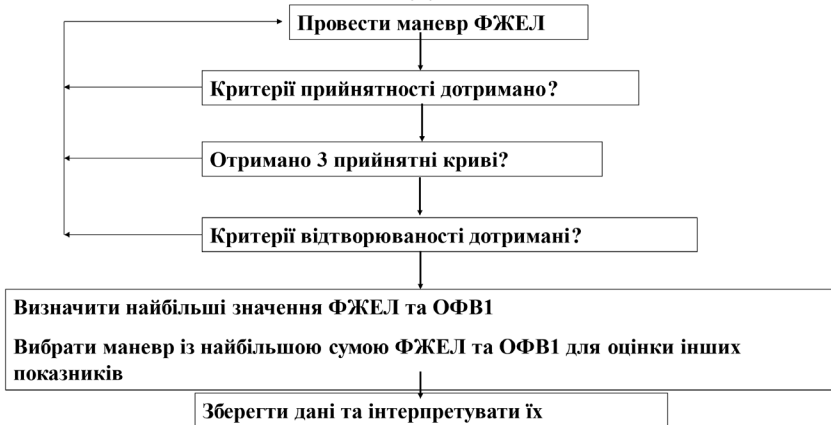 Провести маневр ФЖЕЛ
Критерії прийнятності дотримано?
Отримано 3 прийнятні криві?
Критерії відтворюваності дотримані?
Визначити найбільші значення ФЖЕЛ та ОФВ1
Вибрати маневр із найбільшою сумою ФЖЕЛ та ОФВ1 для оцінки інших
показників
Зберегти дані та інтерпретувати їх